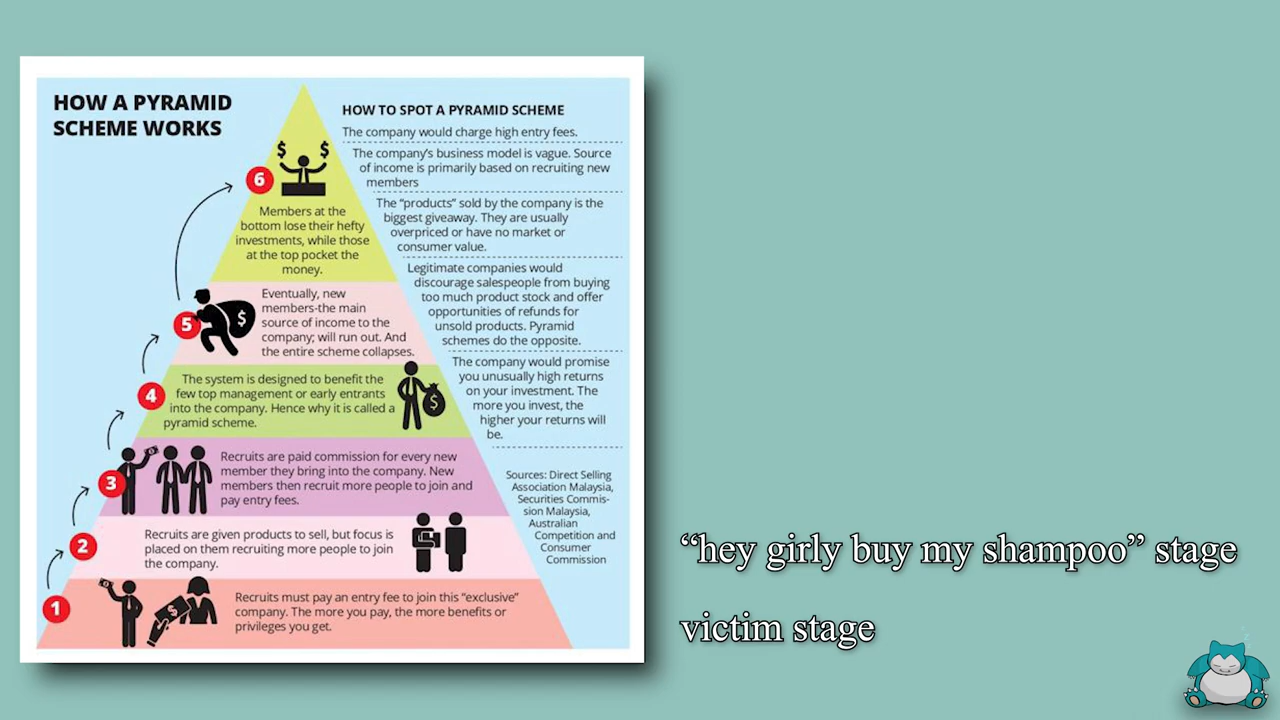 HOW A PYRAMID
SCHEME WORKS
6
Members at the
bottom lose their hefty
investments, while those
at the top pocket the
money.
5
Eventually, new
members-the main
source of income to the
company; will run out. And
the entire scheme collapses.
4
The system is designed to benefit the
few top management or early entrants
into the company. Hence why it is called a
pyramid scheme.
3
Recruits are paid commission for every new
member they bring into the company. New
members then recruit more people to join and
pay entry fees.
2
Recruits are given products to sell, but focus is
placed on them recruiting more people to join
the company.
1
Recruits must pay an entry fee to join this “exclusive”
company. The more you pay, the more benefits or
privileges you get.
HOW TO SPOT A PYRAMID SCHEME
The company would charge high entry fees.
The company’s business model is vague. Source
of income is primarily based on recruiting new
members
The “products” sold by the company is the
biggest giveaway. They are usually
overpriced or have no market or
consumer value.
Legitimate companies would
discourage salespeople from buying
too much product stock and offer
opportunities of refunds for
unsold products. Pyramid
schemes do the opposite.
The company would promise
you unusually high returns
on your investment. The
more you invest, the
higher your returns will
be.
Sources: Direct Selling
Association Malaysia,
Securities Commis-
sion Malaysia,
Australian
Competition and
Consumer
Commission
“hey girly buy my shampoo” stage
victim stage
$ $
$
$
$